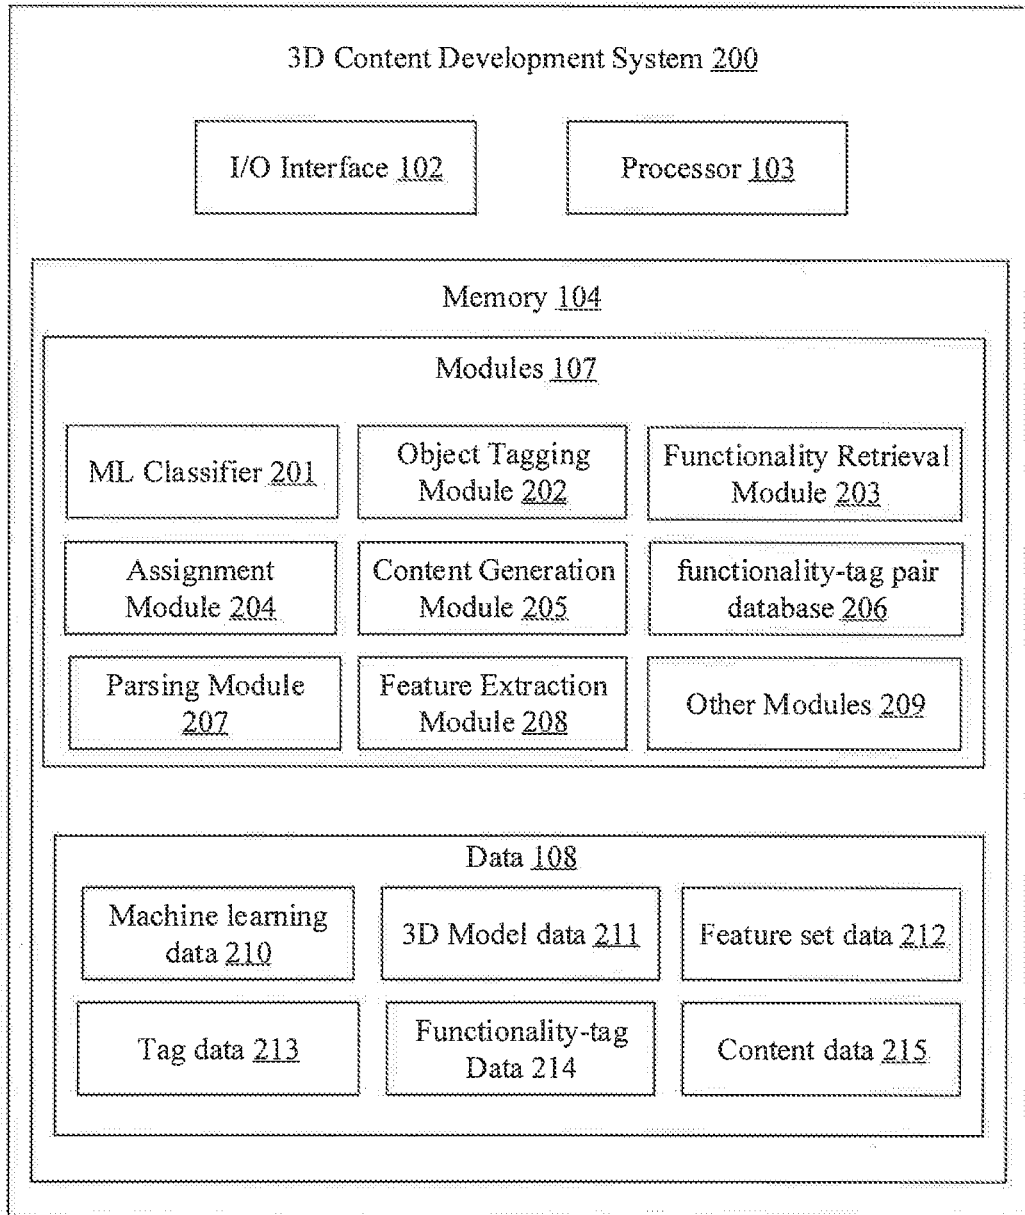 3D Content Development System 200
I/O Interface 102
Processor 103
Memory 104
Modules 107
ML Classifier 201
Object Tagging
Module 202
Functionality Retrieval
Module 203
Assignment
Module 204
Content Generation
Module 205
functionality-tag pair
database 206
Parsing Module
207
Feature Extraction
Module 208
Other Modules 209
Data 108
Machine learning
data 210
3D Model data 211
Feature set data 212
Tag data 213
Functionality-tag
Data 214
Content data 215